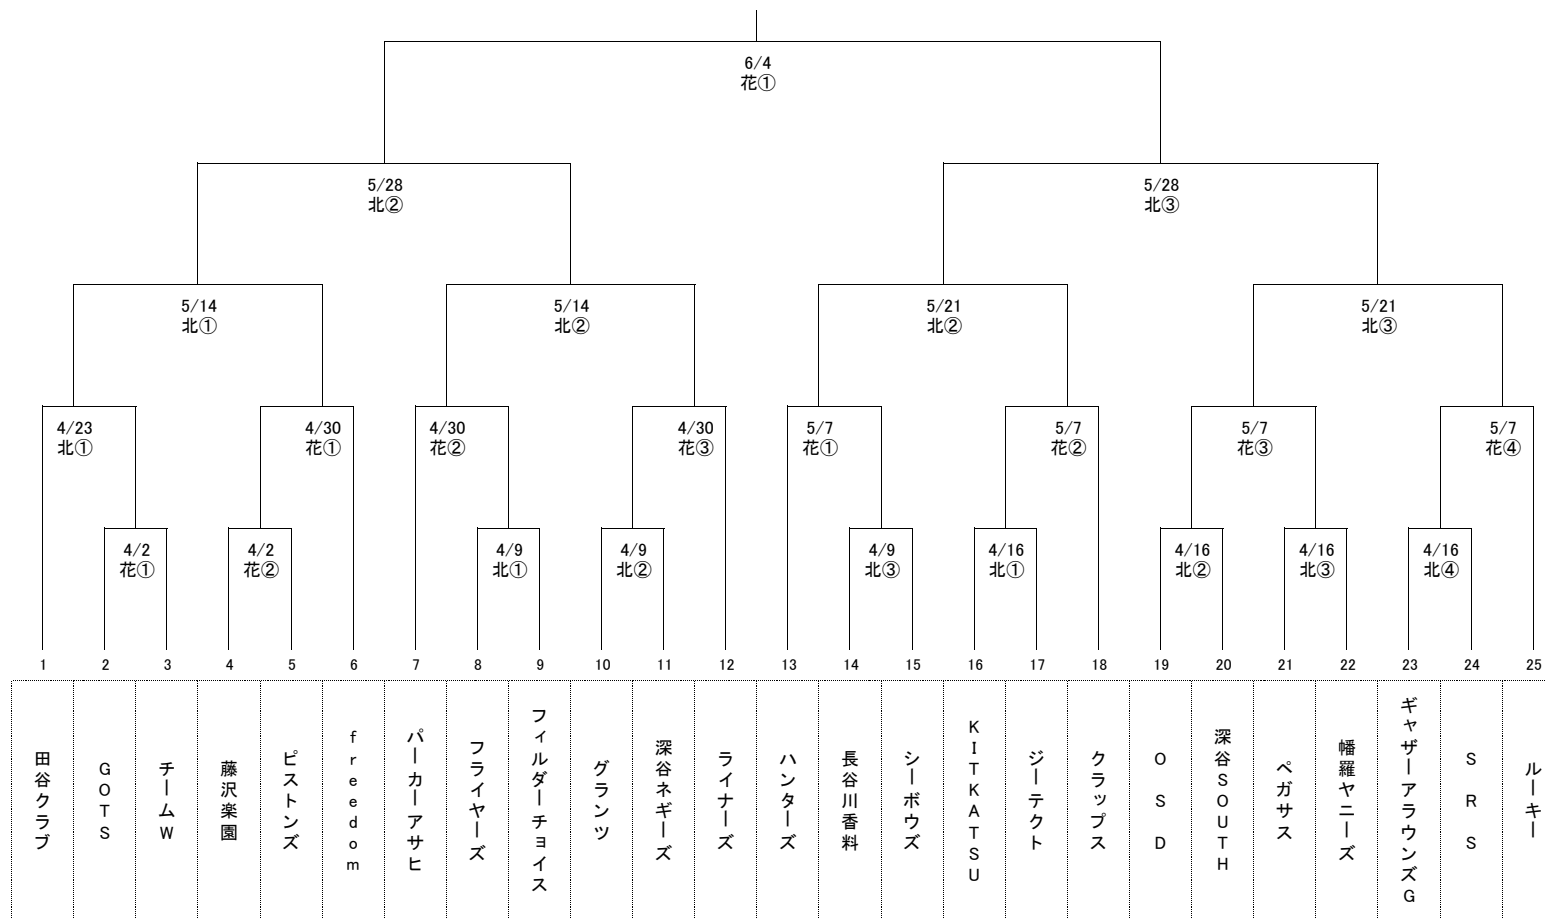 6/4
花①
5/28
北②
5/28
北③
5/14
北①
5/14
北②
5/21
北②
5/21
北③
4/23
北①
4/30
花①
4/30
花②
4/30
花③
5/7
花①
5/7
花②
5/7
花③
5/7
花④
4/2
花①
4/2
花②
4/9
北①
4/9
北②
4/9
北③
4/16
北①
4/16
北②
4/16
北③
4/16
北④
1 2 3 4 5 6 7 8 9 10 11 12 13 14 15 16 17 18 19 20 21 22 23 24 25
田谷クラブ
GOTS
チームW
藤沢楽園
ピストンズ
freedom
パーカーアサヒ
フライヤーズ
フィルダーチョイス
グランツ
深谷ネギーズ
ライナーズ
ハンターズ
長谷川香料
シーボウズ
KITKATSU
ジーテクト
クラップス
OSD
深谷SOUTH
ペガサス
幡羅ヤニーズ
ギャザーアラウンズG
SRS
ルーキー